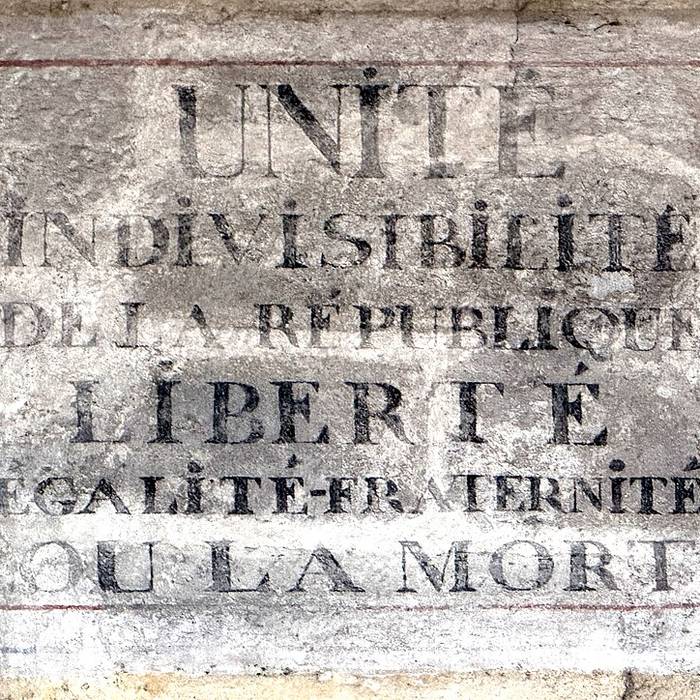 UNiTÉ
iNDiViSiBiLiTÉ
DE LA RÉPUBLiQUE
LiBERTÉ
ÉGALiTÉ-FRATERNiTÉ
OU LA MORT